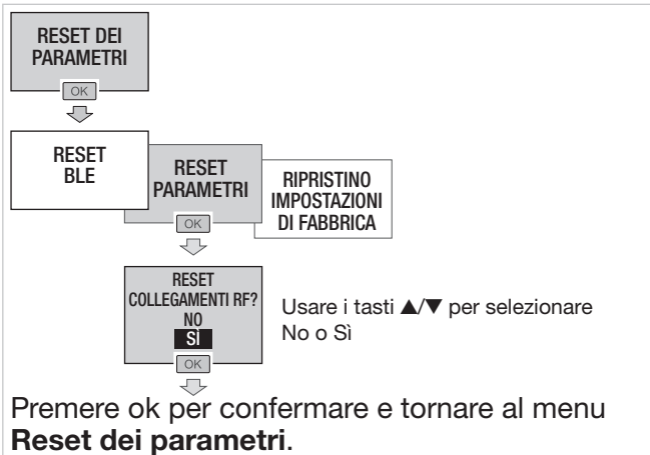 RESET DEI
PARAMETRI
OK
RESET
BLE
RESET
PARAMETRI
OK
RIPRISTINO
IMPOSTAZIONI
DI FABBRICA
RESET
COLLEGAMENTI RF?
NO
SÌ
OK
Usare i tasti ▲/▼ per selezionare
No o Sì
Premere ok per confermare e tornare al menu
Reset dei parametri.